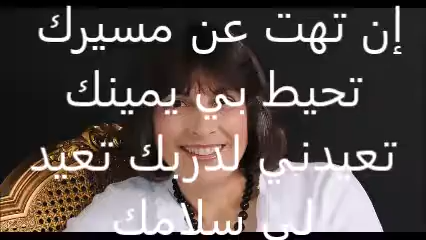 إن تهت عن مسيرك
تحيط بي يمينك
تعيدني لدربك تعيد
لي سلامك